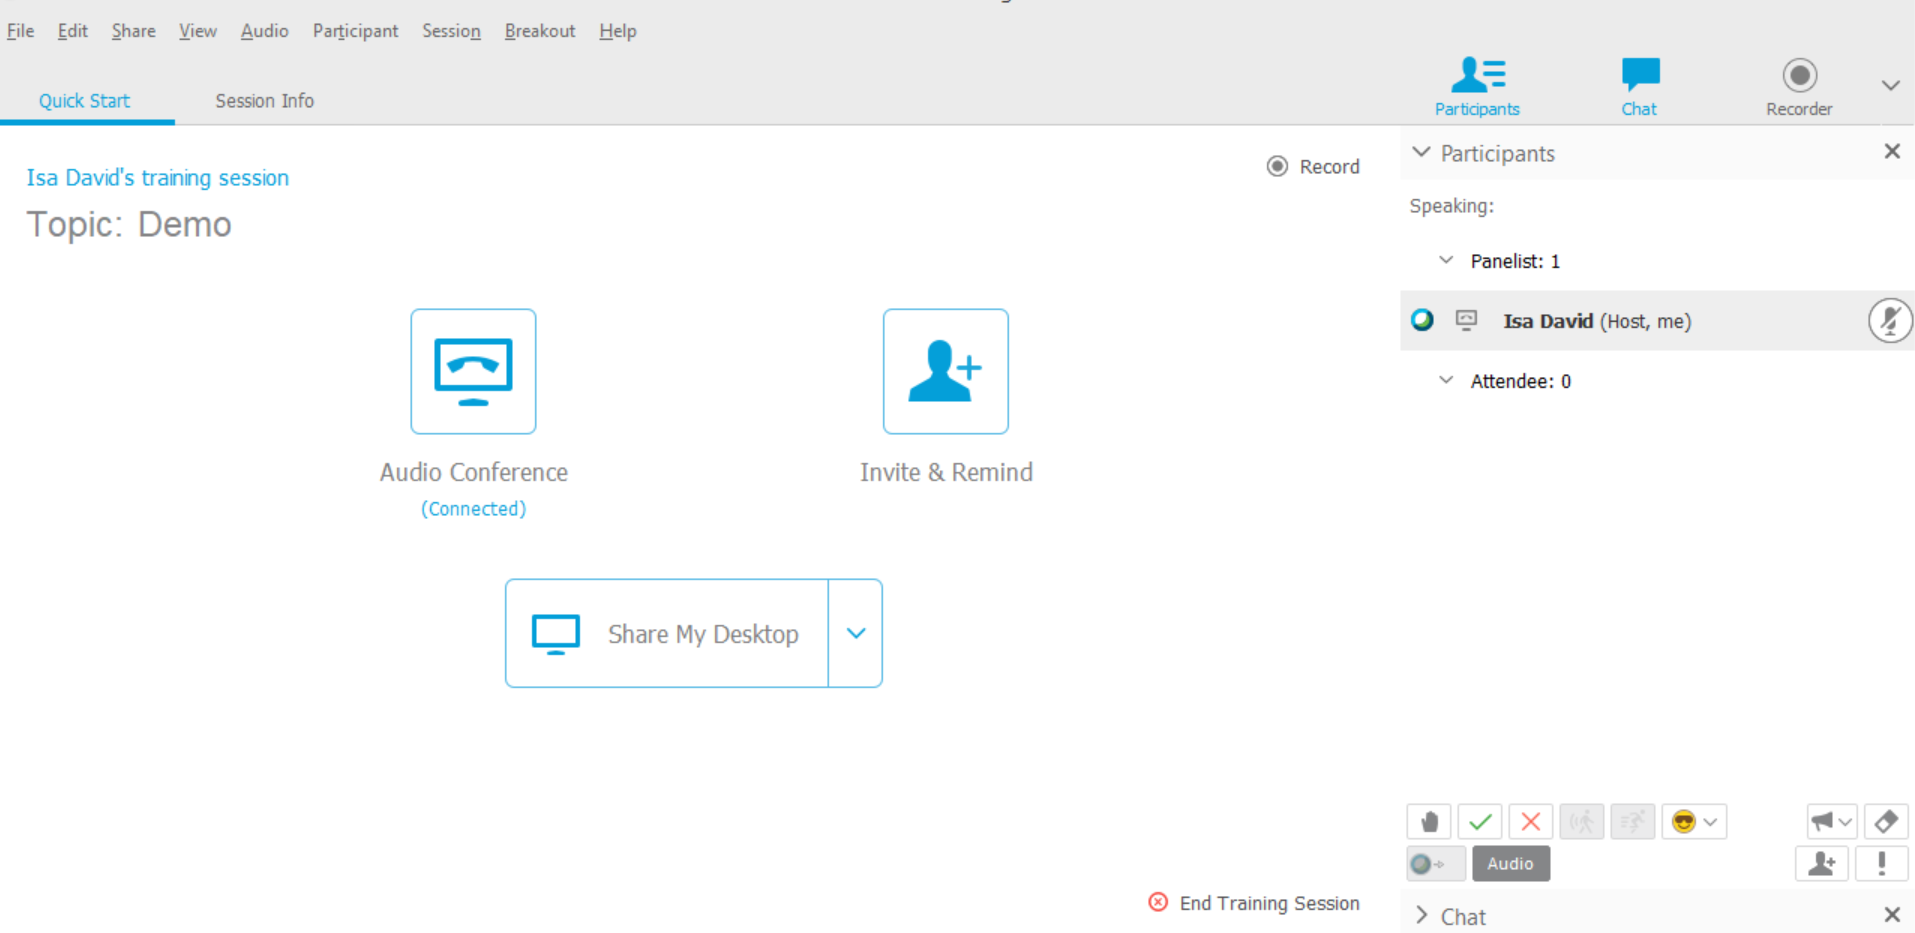 File Edit Share View Audio Participant Session Breakout Help
Quick Start Session Info
Participants Chat Recorder
Isa David's training session
Topic: Demo
Record
Audio Conference
(Connected)
Invite & Remind
Share My Desktop
End Training Session
Participants
Speaking:
Panelist: 1
Isa David (Host, me)
Attendee: 0
Audio
Chat